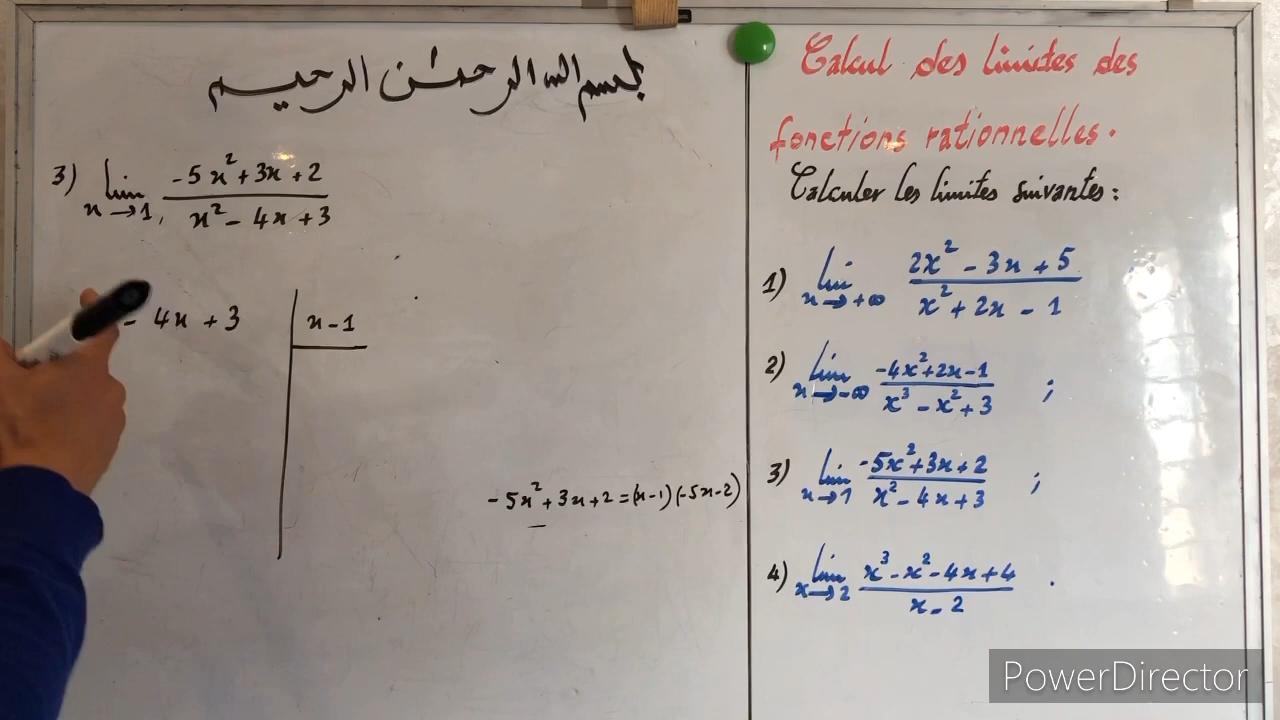 بسم الله الرحمن الرحيم
3) lim x→1 (-5x² + 3x + 2)/(x² - 4x + 3)
- 4x + 3 | x - 1
-5x² + 3x + 2 = (x-1)(-5x-2)
Calcul des limites des
fonctions rationnelles.
Calculer les limites suivantes :
1) lim x→+∞ (2x² - 3x + 5)/(x² + 2x - 1)
2) lim x→-∞ (-4x² + 2x - 1)/(x³ - x² + 3) ;
3) lim x→1 (-5x² + 3x + 2)/(x² - 4x + 3) ;
4) lim x→2 (x³ - x² - 4x + 4)/(x - 2) .
PowerDirector